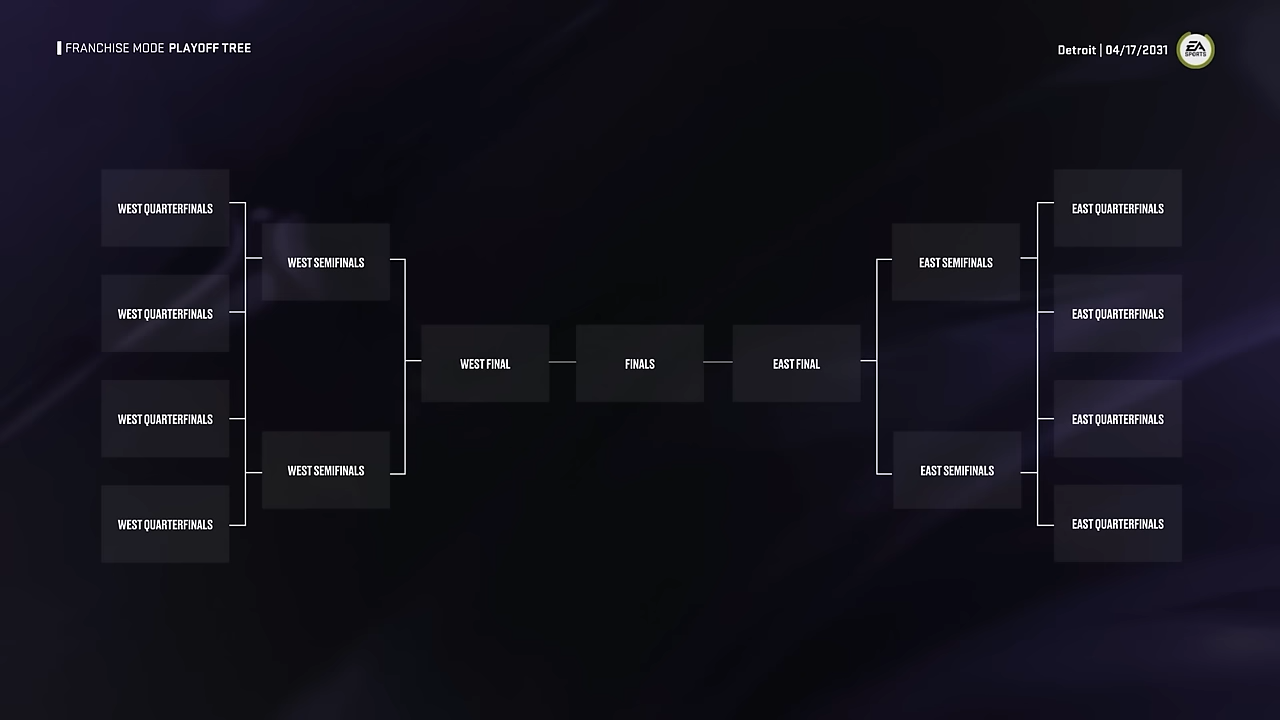 FRANCHISE MODE PLAYOFF TREE
Detroit | 04/17/2031
EA
SPORTS
WEST QUARTERFINALS
EAST QUARTERFINALS
WEST SEMIFINALS
EAST SEMIFINALS
WEST QUARTERFINALS
EAST QUARTERFINALS
WEST FINAL
FINALS
EAST FINAL
WEST QUARTERFINALS
EAST QUARTERFINALS
WEST SEMIFINALS
EAST SEMIFINALS
WEST QUARTERFINALS
EAST QUARTERFINALS